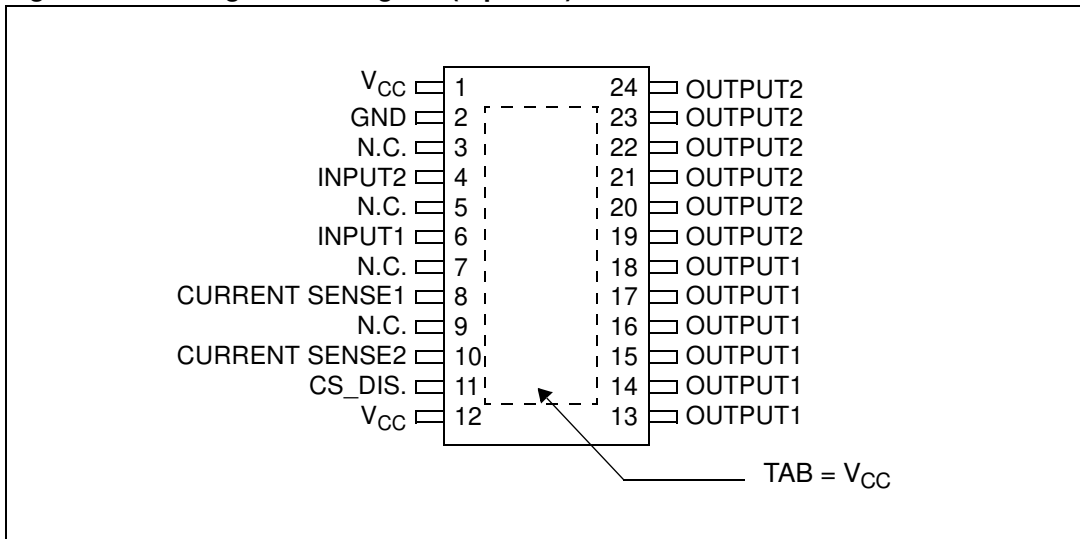 V_CC 1 24 OUTPUT2
GND 2 23 OUTPUT2
N.C. 3 22 OUTPUT2
INPUT2 4 21 OUTPUT2
N.C. 5 20 OUTPUT2
INPUT1 6 19 OUTPUT2
N.C. 7 18 OUTPUT1
CURRENT SENSE1 8 17 OUTPUT1
N.C. 9 16 OUTPUT1
CURRENT SENSE2 10 15 OUTPUT1
CS_DIS. 11 14 OUTPUT1
V_CC 12 13 OUTPUT1
TAB = V_CC